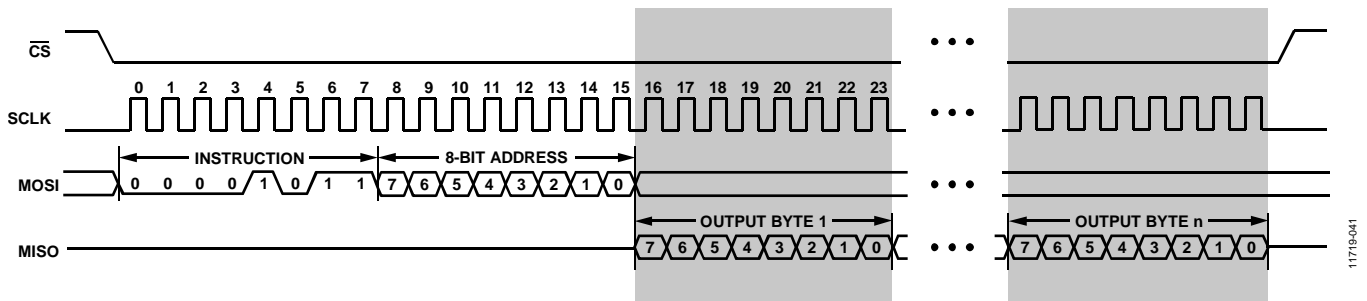 CS
0 1 2 3 4 5 6 7 8 9 10 11 12 13 14 15 16 17 18 19 20 21 22 23
SCLK
INSTRUCTION 8-BIT ADDRESS
MOSI 0 0 0 0 1 0 1 1 7 6 5 4 3 2 1 0
OUTPUT BYTE 1 OUTPUT BYTE n
MISO 7 6 5 4 3 2 1 0 7 6 5 4 3 2 1 0
11719-041